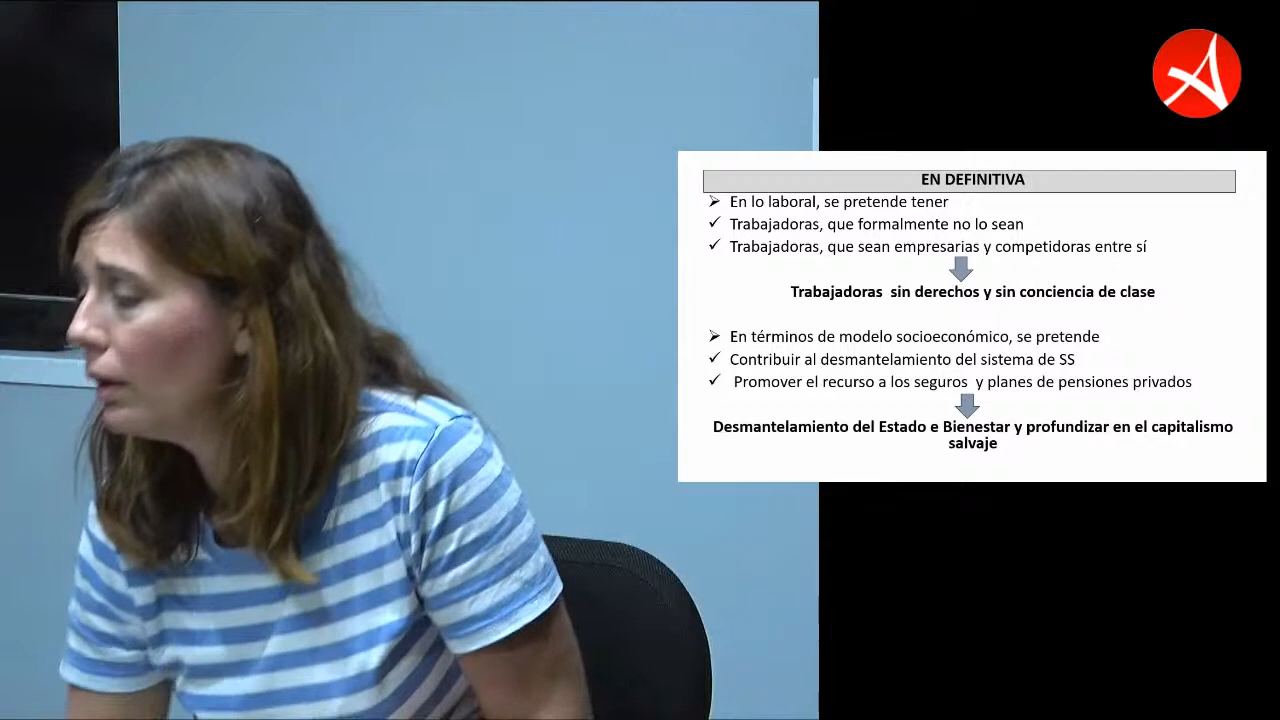 EN DEFINITIVA
➢ En lo laboral, se pretende tener
✓ Trabajadoras, que formalmente no lo sean
✓ Trabajadoras, que sean empresarias y competidoras entre sí
Trabajadoras sin derechos y sin conciencia de clase
➢ En términos de modelo socioeconómico, se pretende
✓ Contribuir al desmantelamiento del sistema de SS
✓ Promover el recurso a los seguros y planes de pensiones privados
Desmantelamiento del Estado e Bienestar y profundizar en el capitalismo
salvaje